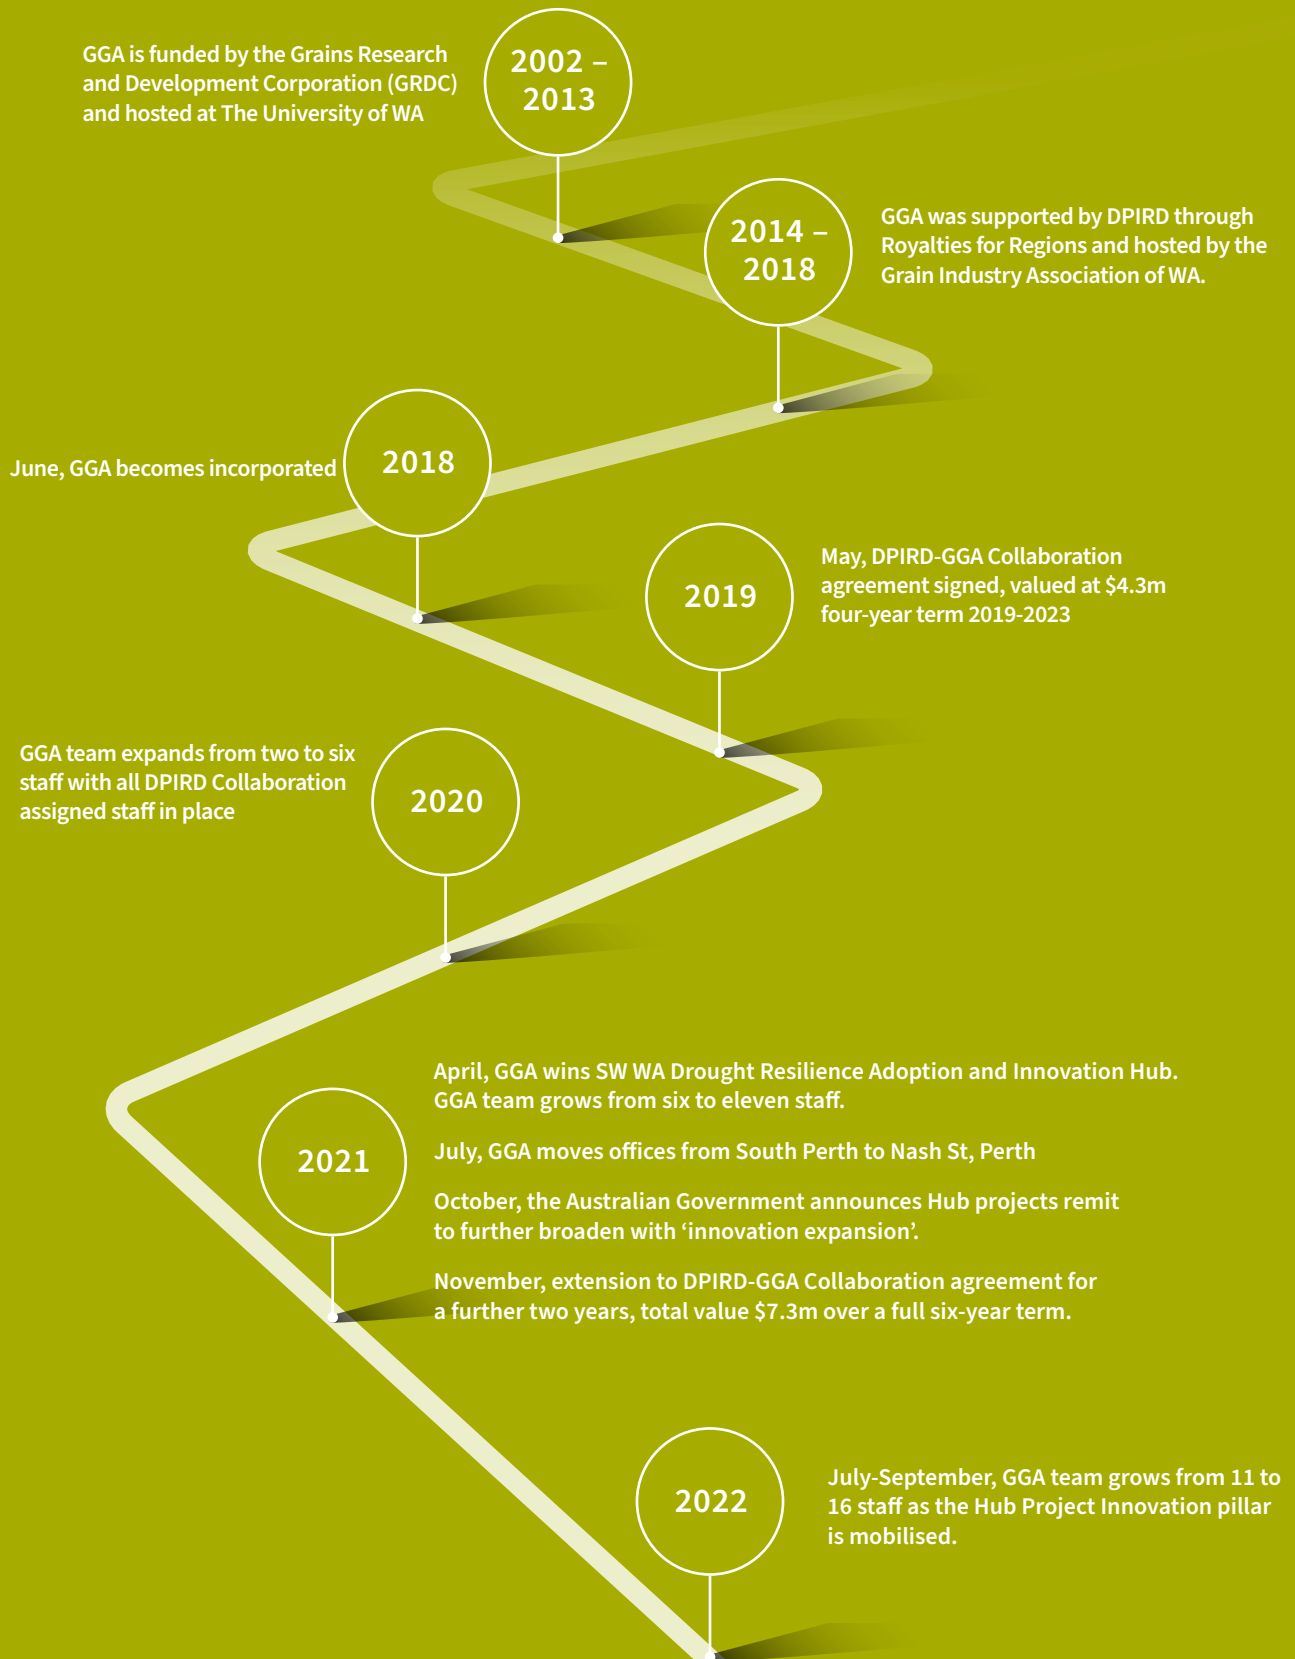 GGA is funded by the Grains Research
and Development Corporation (GRDC)
and hosted at The University of WA
2002 –
2013
2014 –
2018
GGA was supported by DPIRD through
Royalties for Regions and hosted by the
Grain Industry Association of WA.
June, GGA becomes incorporated
2018
2019
May, DPIRD-GGA Collaboration
agreement signed, valued at $4.3m
four-year term 2019-2023
GGA team expands from two to six
staff with all DPIRD Collaboration
assigned staff in place
2020
2021
April, GGA wins SW WA Drought Resilience Adoption and Innovation Hub.
GGA team grows from six to eleven staff.
July, GGA moves offices from South Perth to Nash St, Perth
October, the Australian Government announces Hub projects remit
to further broaden with ‘innovation expansion’.
November, extension to DPIRD-GGA Collaboration agreement for
a further two years, total value $7.3m over a full six-year term.
2022
July-September, GGA team grows from 11 to
16 staff as the Hub Project Innovation pillar
is mobilised.